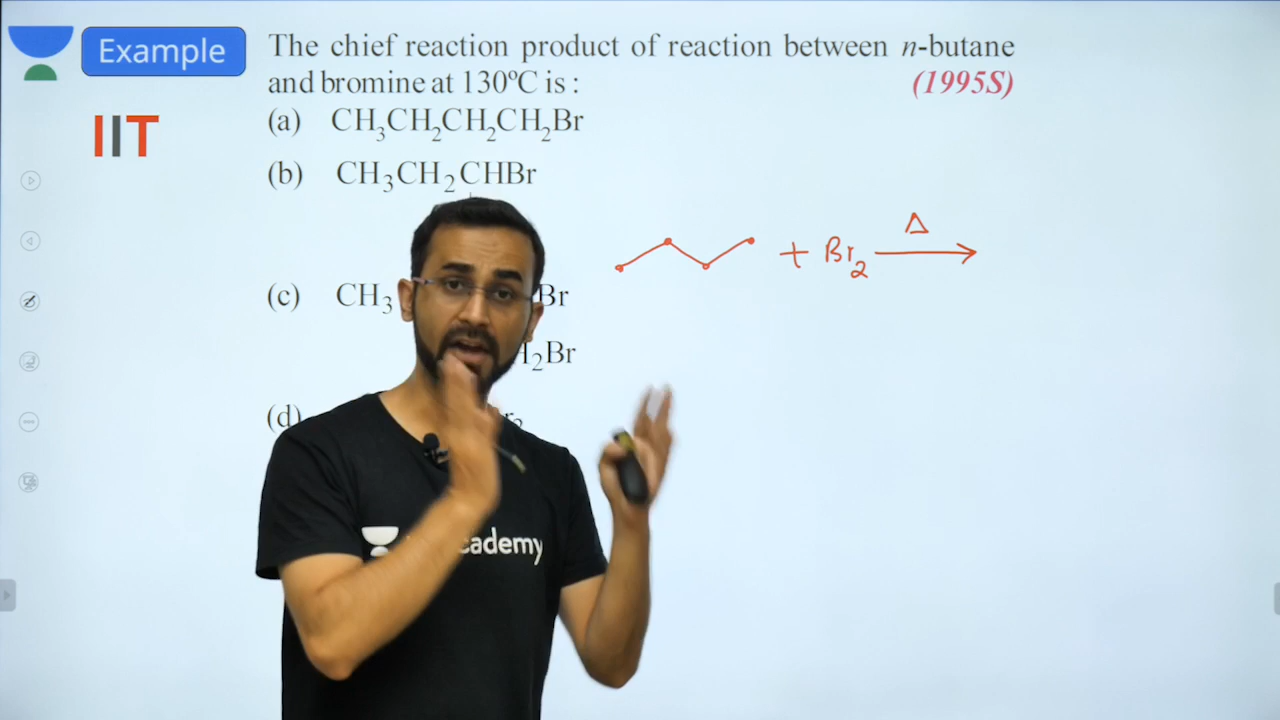 Example
The chief reaction product of reaction between n-butane
and bromine at 130ºC is :
(1995S)
IIT
(a) CH₃CH₂CH₂CH₂Br
(b) CH₃CH₂CHBr
+ Br₂ Δ
(c) CH₃ Br
H₂Br
(d)
cademy